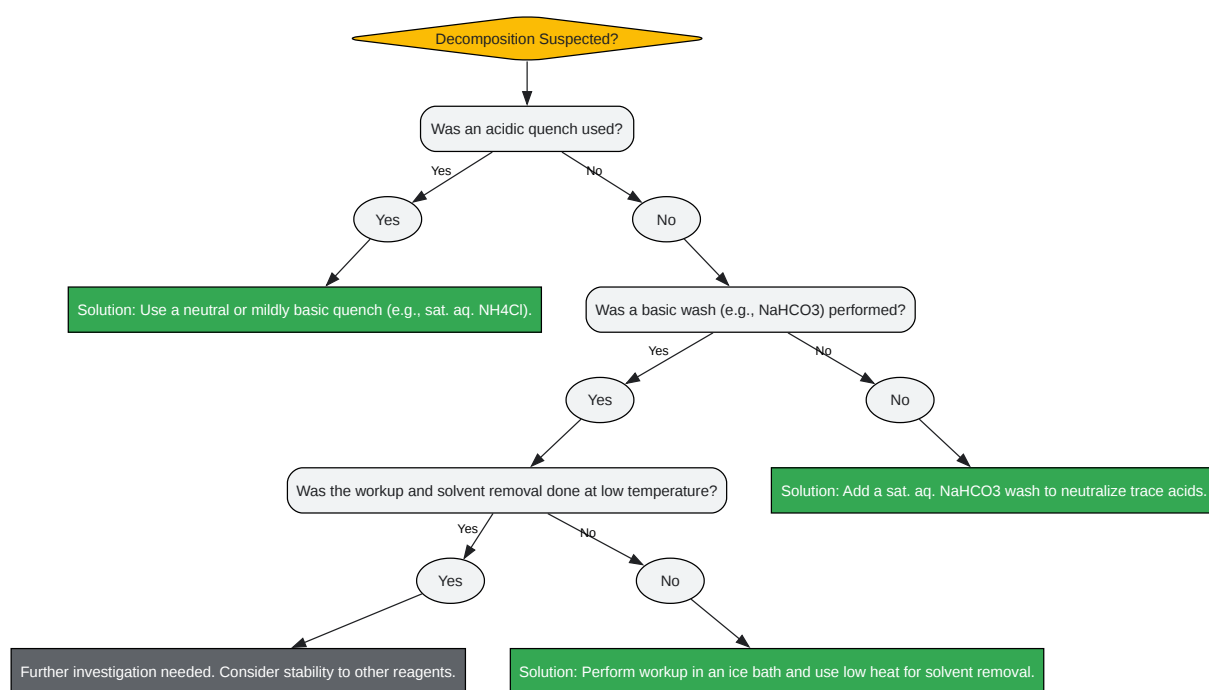 Decomposition Suspected?
Was an acidic quench used?
Yes
No
Yes
No
Solution: Use a neutral or mildly basic quench (e.g., sat. aq. NH4Cl).
Was a basic wash (e.g., NaHCO3) performed?
Yes
No
Yes
No
Was the workup and solvent removal done at low temperature?
Solution: Add a sat. aq. NaHCO3 wash to neutralize trace acids.
Yes
No
Yes
No
Further investigation needed. Consider stability to other reagents.
Solution: Perform workup in an ice bath and use low heat for solvent removal.